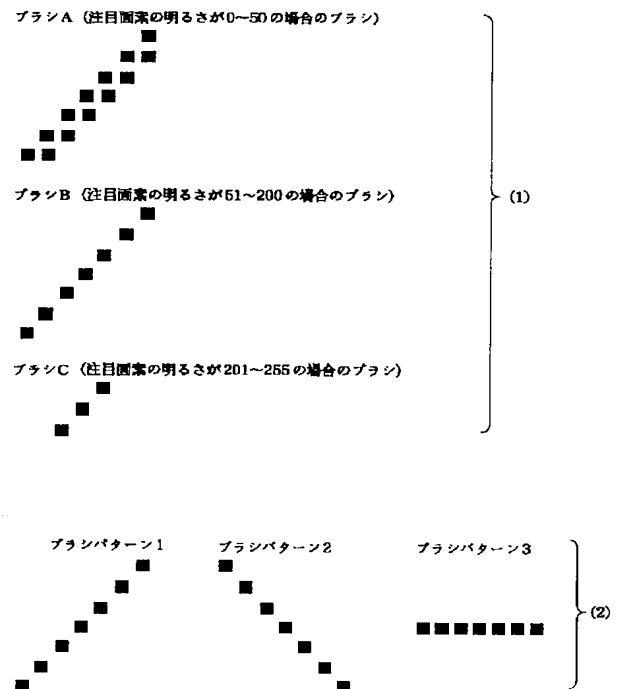 ブラシA (注目画素の明るさが0~50の場合のブラシ)
ブラシB (注目画素の明るさが51~200の場合のブラシ)
(1)
ブラシC (注目画素の明るさが201~255の場合のブラシ)
ブラシパターン1 ブラシパターン2 ブラシパターン3
(2)